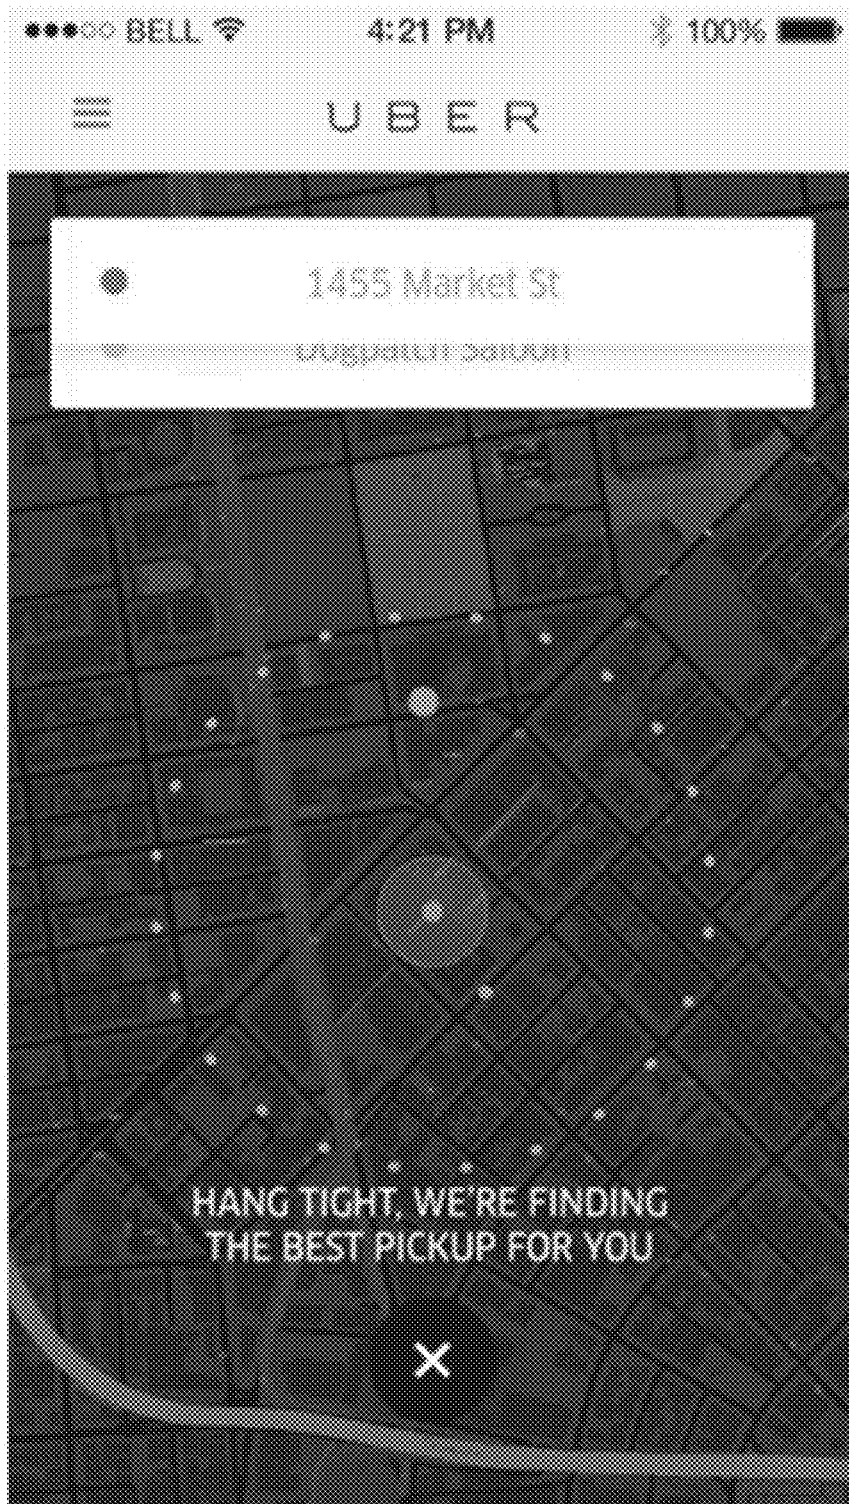 BELL 4:21 PM 100%
UBER
1455 Market St
Dogpatch Saloon
HANG TIGHT, WE'RE FINDING
THE BEST PICKUP FOR YOU